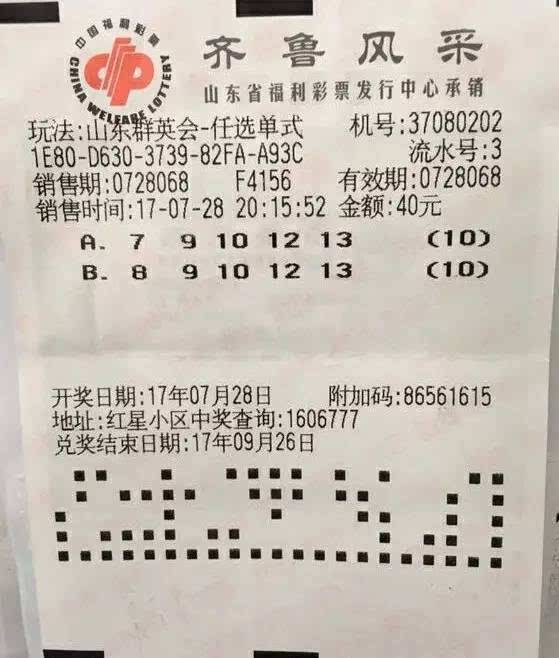 中国福利彩票
CHINA WELFARE LOTTERY
齐鲁风采
山东省福利彩票发行中心承销
玩法:山东群英会-任选单式 机号:37080202
1E80-D630-3739-82FA-A93C 流水号:3
销售期:0728068 F4156 有效期:0728068
销售时间:17-07-28 20:15:52 金额:40元
A. 7 9 10 12 13 (10)
B. 8 9 10 12 13 (10)
开奖日期:17年07月28日 附加码:86561615
地址:红星小区中奖查询:1606777
兑奖结束日期:17年09月26日